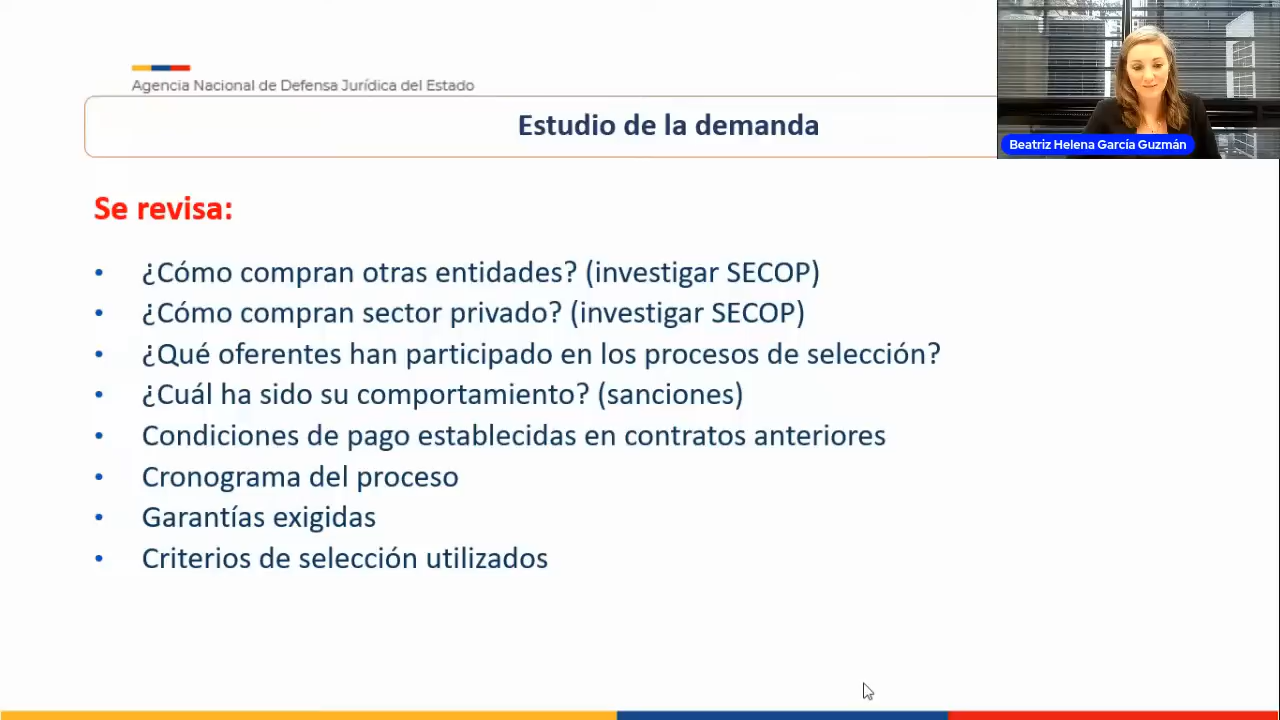 Agencia Nacional de Defensa Jurídica del Estado
Estudio de la demanda
Beatriz Helena García Guzmán
Se revisa:
• ¿Cómo compran otras entidades? (investigar SECOP)
• ¿Cómo compran sector privado? (investigar SECOP)
• ¿Qué oferentes han participado en los procesos de selección?
• ¿Cuál ha sido su comportamiento? (sanciones)
• Condiciones de pago establecidas en contratos anteriores
• Cronograma del proceso
• Garantías exigidas
• Criterios de selección utilizados